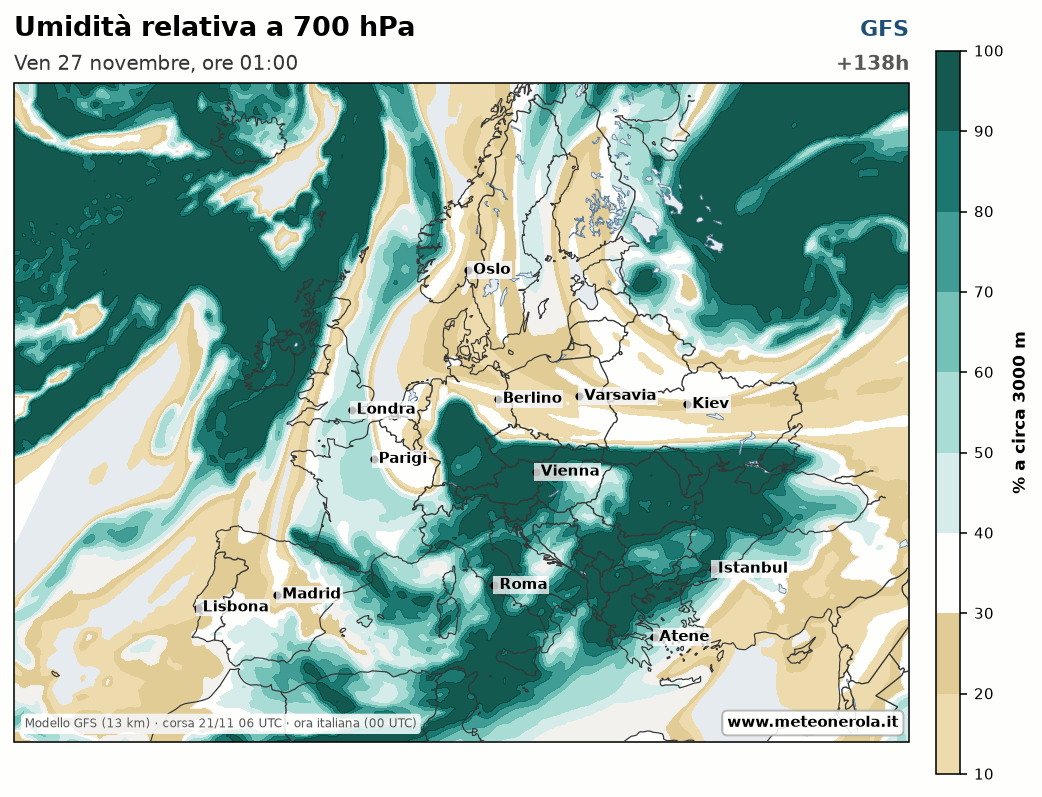 Umidità relativa a 700 hPa
GFS
Ven 27 novembre, ore 01:00
+138h
100
90
80
70
60
50
40
30
20
10
% a circa 3000 m
Oslo
Berlino
Varsavia
Kiev
Londra
Parigi
Vienna
Istanbul
Roma
Madrid
Lisbona
Atene
Modello GFS (13 km) · corsa 21/11 06 UTC · ora italiana (00 UTC)
www.meteonerola.it